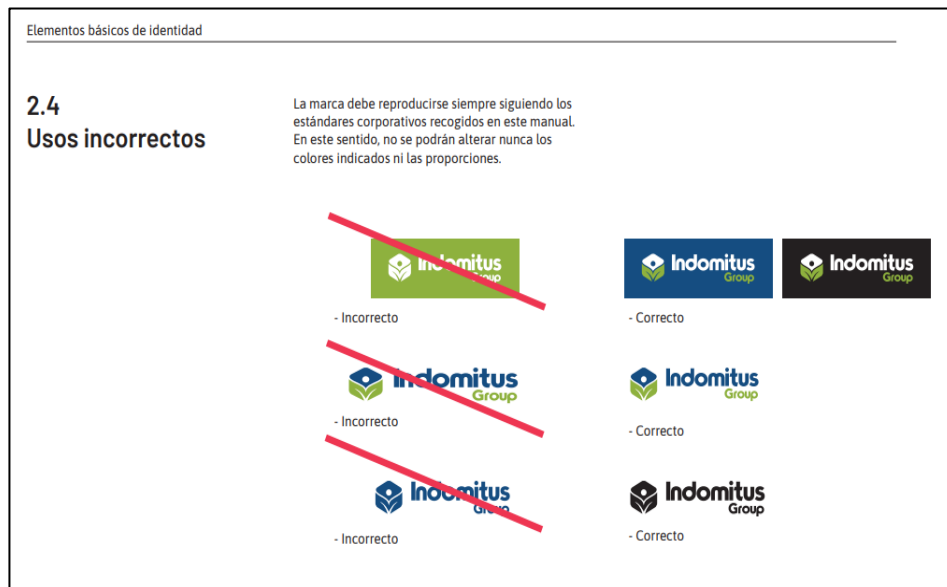 Elementos básicos de identidad
2.4
Usos incorrectos
La marca debe reproducirse siempre siguiendo los
estándares corporativos recogidos en este manual.
En este sentido, no se podrán alterar nunca los
colores indicados ni las proporciones.
Indomitus
Group
- Incorrecto
Indomitus
Group
Indomitus
Group
- Correcto
Indomitus
Group
- Incorrecto
Indomitus
Group
- Correcto
Indomitus
Group
- Incorrecto
Indomitus
Group
- Correcto